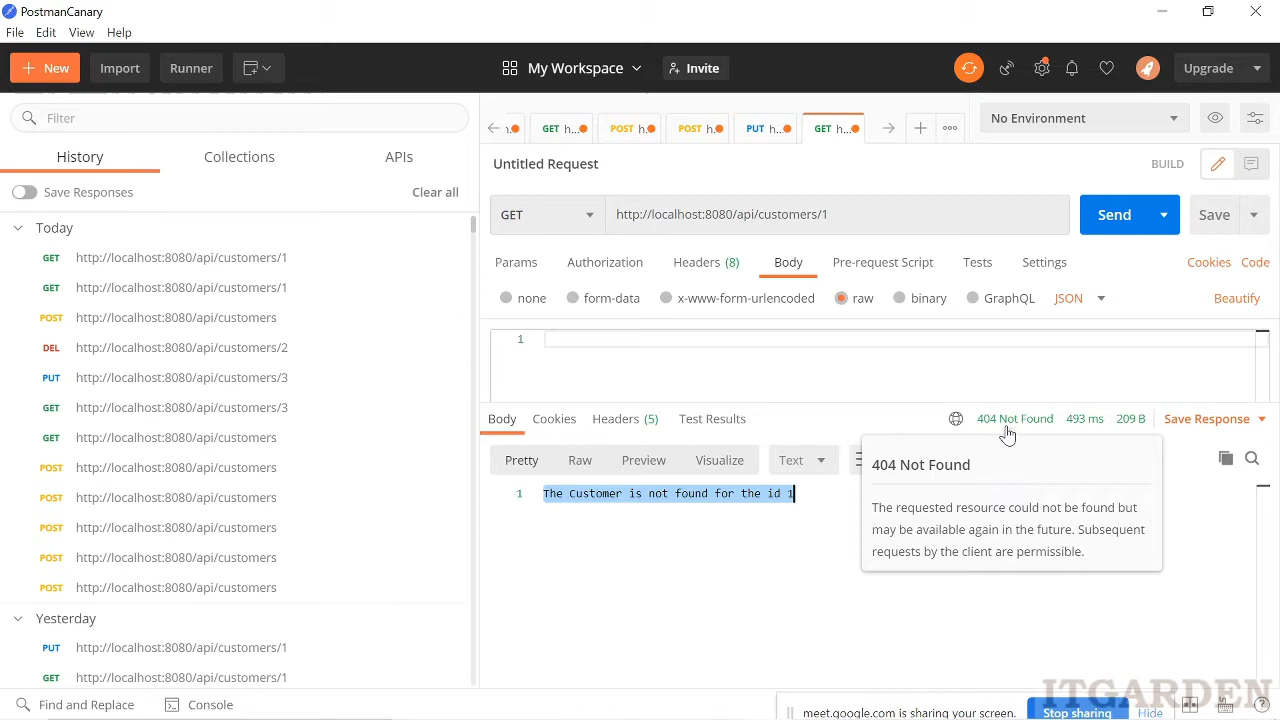 PostmanCanary
File Edit View Help
New Import Runner My Workspace Invite Upgrade
Filter
History Collections APIs
Save Responses Clear all
Today
GET http://localhost:8080/api/customers/1
GET http://localhost:8080/api/customers/1
POST http://localhost:8080/api/customers
DEL http://localhost:8080/api/customers/2
PUT http://localhost:8080/api/customers/3
GET http://localhost:8080/api/customers/3
GET http://localhost:8080/api/customers
POST http://localhost:8080/api/customers
POST http://localhost:8080/api/customers
POST http://localhost:8080/api/customers
POST http://localhost:8080/api/customers
POST http://localhost:8080/api/customers
Yesterday
PUT http://localhost:8080/api/customers/1
GET http://localhost:8080/api/customers/1
Find and Replace Console
GET h... POST h... POST h... PUT h... GET h... No Environment
Untitled Request BUILD
GET http://localhost:8080/api/customers/1 Send Save
Params Authorization Headers (8) Body Pre-request Script Tests Settings Cookies Code
none form-data x-www-form-urlencoded raw binary GraphQL JSON Beautify
1
Body Cookies Headers (5) Test Results 404 Not Found 493 ms 209 B Save Response
Pretty Raw Preview Visualize Text
1 The Customer is not found for the id 1
404 Not Found
The requested resource could not be found but
may be available again in the future. Subsequent
requests by the client are permissible.
ITGARDEN
meet.google.com is sharing your screen. Stop sharing Hide